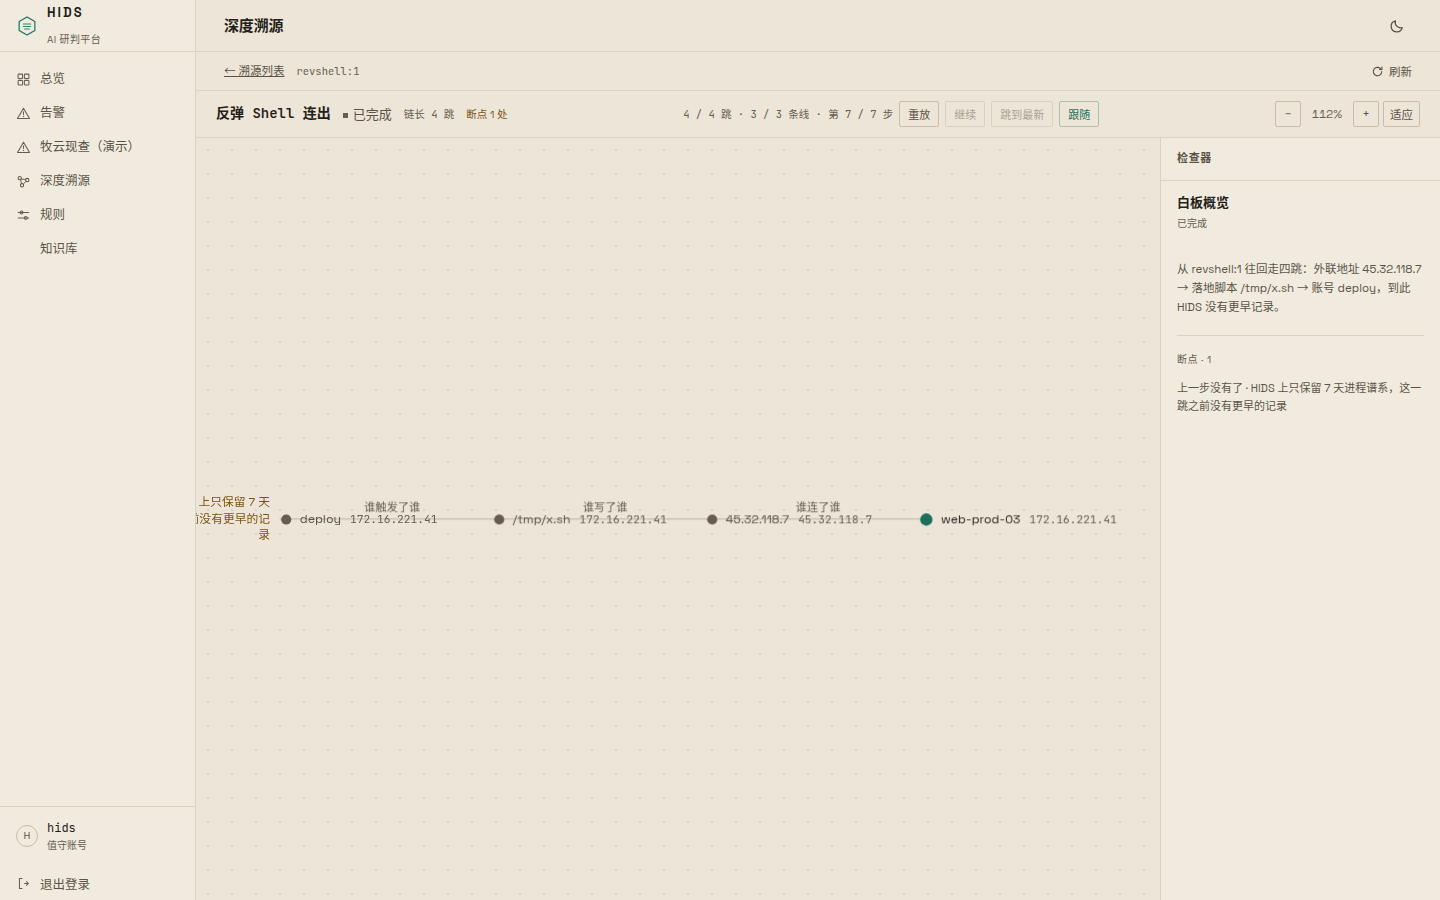 HIDS
AI 研判平台
总览
告警
牧云现查（演示）
深度溯源
规则
知识库
H
hids
值守账号
退出登录
深度溯源
← 溯源列表 revshell:1
刷新
反弹 Shell 连出 已完成 链长 4 跳 断点 1 处
4 / 4 跳 · 3 / 3 条线 · 第 7 / 7 步 重放 继续 跳到最新 跟随
− 112% + 适应
上只保留 7 天
没有更早的记
录
谁触发了谁
deploy 172.16.221.41
谁写了谁
/tmp/x.sh 172.16.221.41
谁连了谁
45.32.118.7 45.32.118.7
web-prod-03 172.16.221.41
检查器
白板概览
已完成
从 revshell:1 往回走四跳：外联地址 45.32.118.7
→ 落地脚本 /tmp/x.sh → 账号 deploy，到此
HIDS 没有更早记录。
断点 · 1
上一步没有了 · HIDS 上只保留 7 天进程谱系，这一
跳之前没有更早的记录